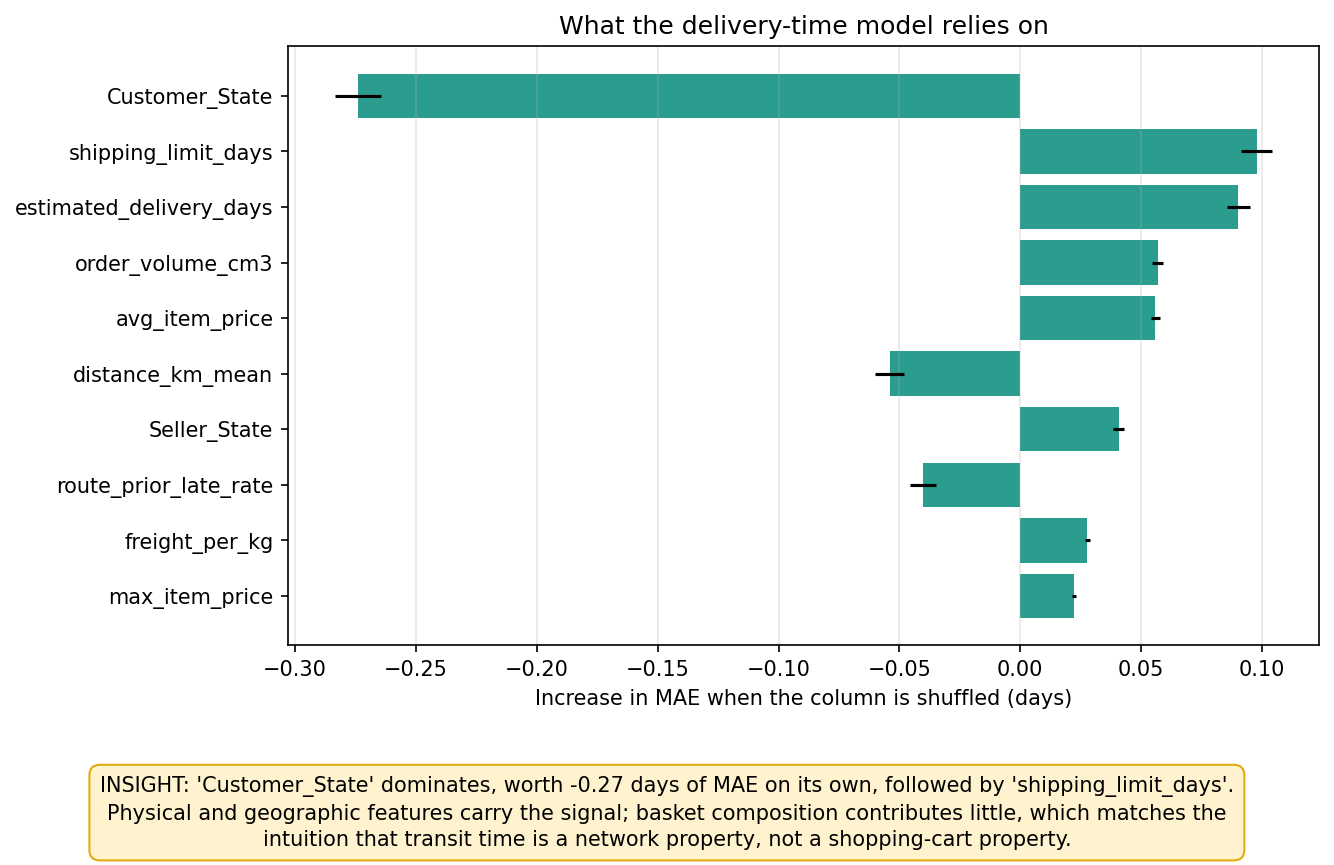 What the delivery-time model relies on
Customer_State
shipping_limit_days
estimated_delivery_days
order_volume_cm3
avg_item_price
distance_km_mean
Seller_State
route_prior_late_rate
freight_per_kg
max_item_price
−0.30 −0.25 −0.20 −0.15 −0.10 −0.05 0.00 0.05 0.10
Increase in MAE when the column is shuffled (days)
INSIGHT: 'Customer_State' dominates, worth -0.27 days of MAE on its own, followed by 'shipping_limit_days'.
Physical and geographic features carry the signal; basket composition contributes little, which matches the
intuition that transit time is a network property, not a shopping-cart property.